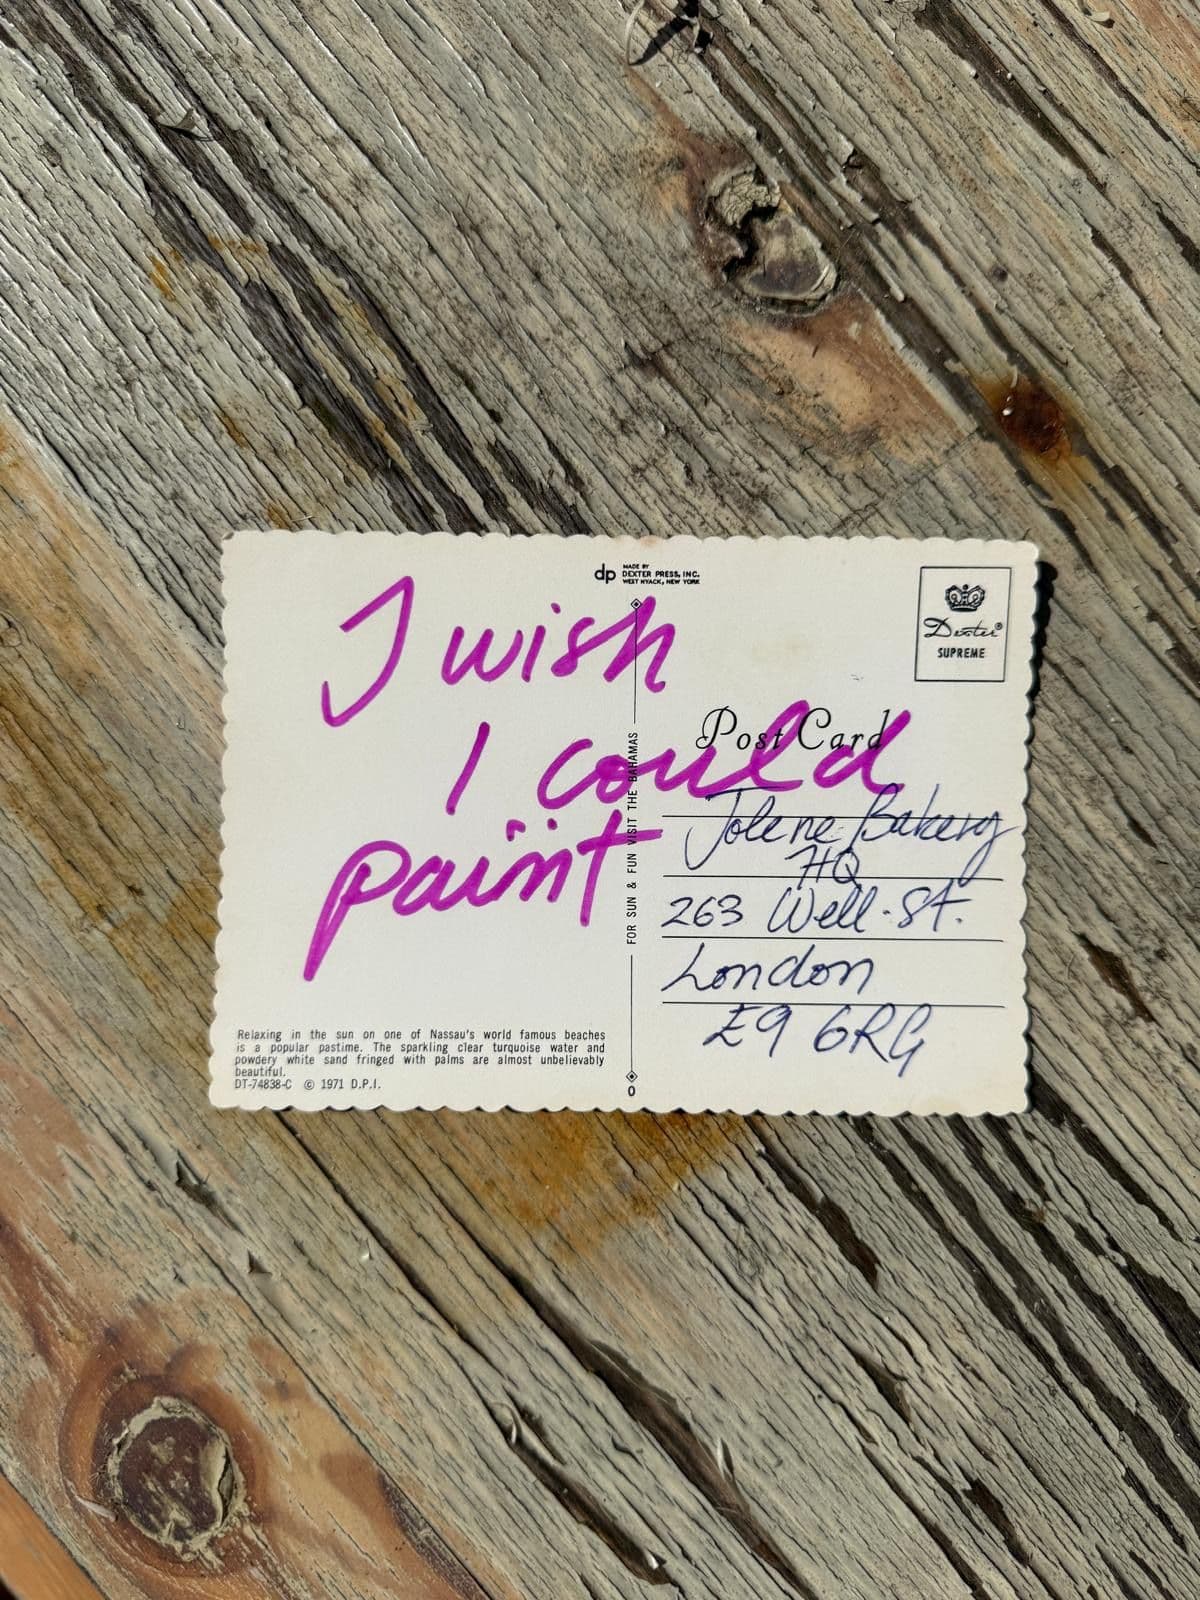 dp MADE BY
DEXTER PRESS, INC.
WEST NYACK, NEW YORK
Dexter®
SUPREME
I wish
I could
paint
Post Card
FOR SUN & FUN VISIT THE BAHAMAS
Jolene Bakery
HQ
263 Well St.
London
E9 6RG
Relaxing in the sun on one of Nassau's world famous beaches
is a popular pastime. The sparkling clear turquoise water and
powdery white sand fringed with palms are almost unbelievably
beautiful.
DT-74838-C © 1971 D.P.I.
0